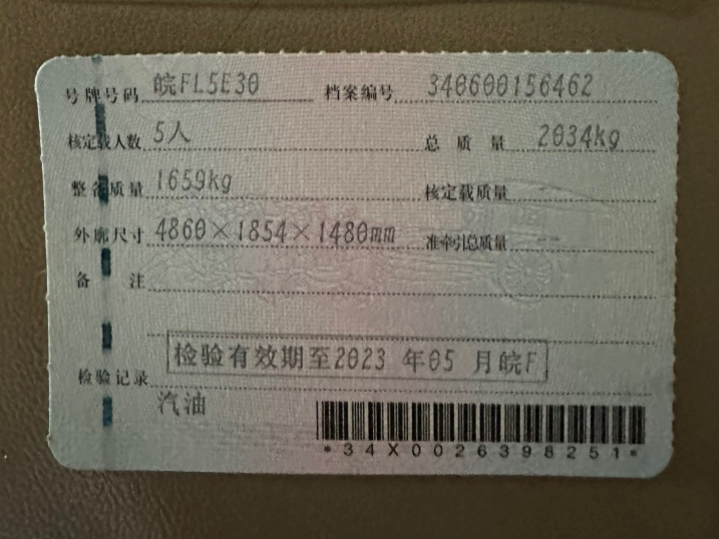 号牌号码 皖FL5E30 档案编号 340600156462
核定载人数 5人 总质量 2034kg
整备质量 1659kg 核定载质量 --
外廓尺寸 4860×1854×1480mm 准牵引总质量 --
备注
检验有效期至2023 年05 月皖F
检验记录
汽油
*34X0026398251*